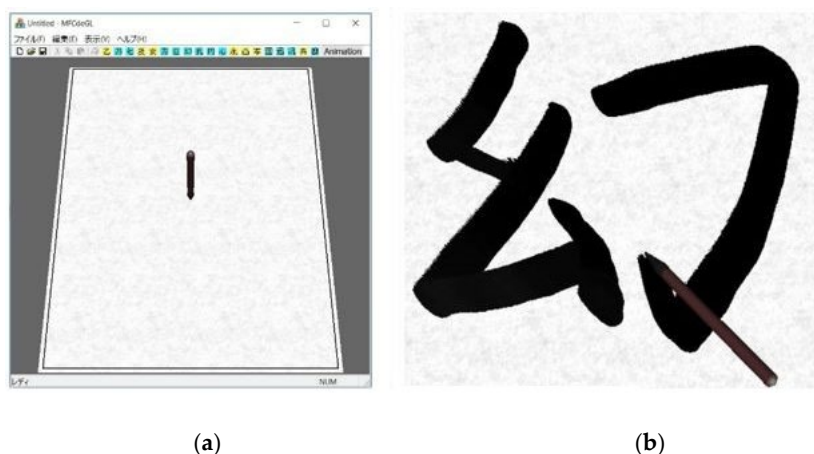 Untitled - MFCdeGL
ファイル(F) 編集(E) 表示(V) ヘルプ(H)
Animation
レディ NUM
幻
(a) (b)